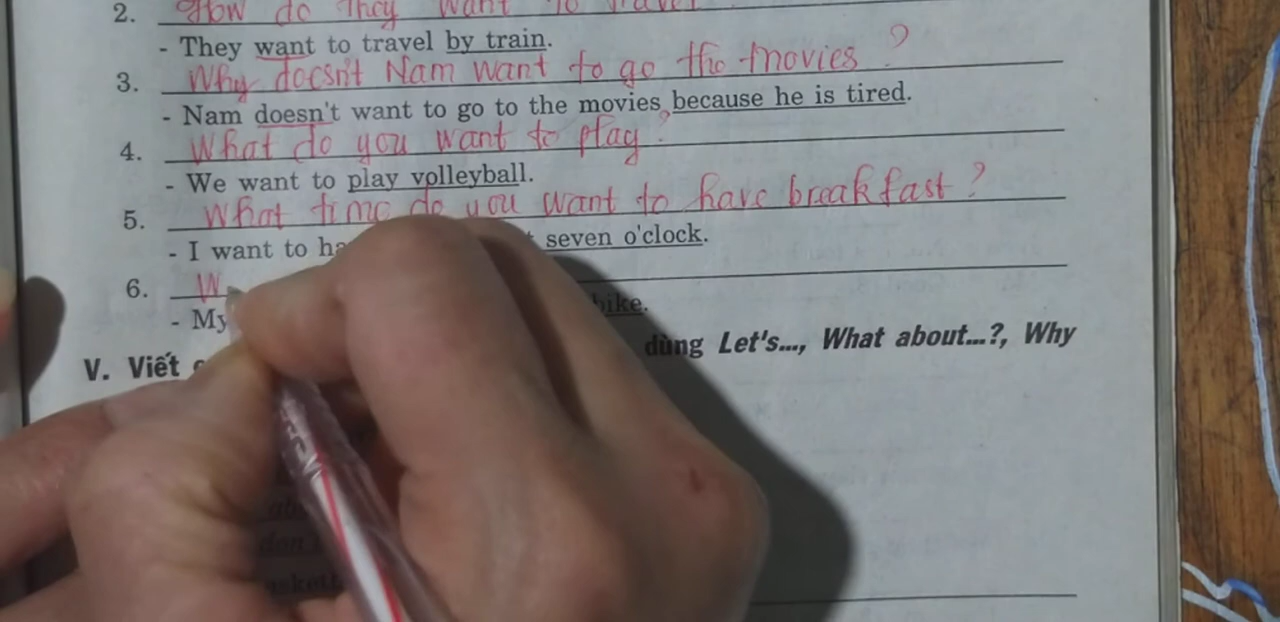 2. How do They want to travel
- They want to travel by train.
3. Why doesn't Nam want to go the movies ?
- Nam doesn't want to go to the movies because he is tired.
4. What do you want to play ?
- We want to play volleyball.
5. What time do you want to have breakfast ?
- I want to seven o'clock.
6. W
- My bike.
V. Viết dùng Let's..., What about...?, Why